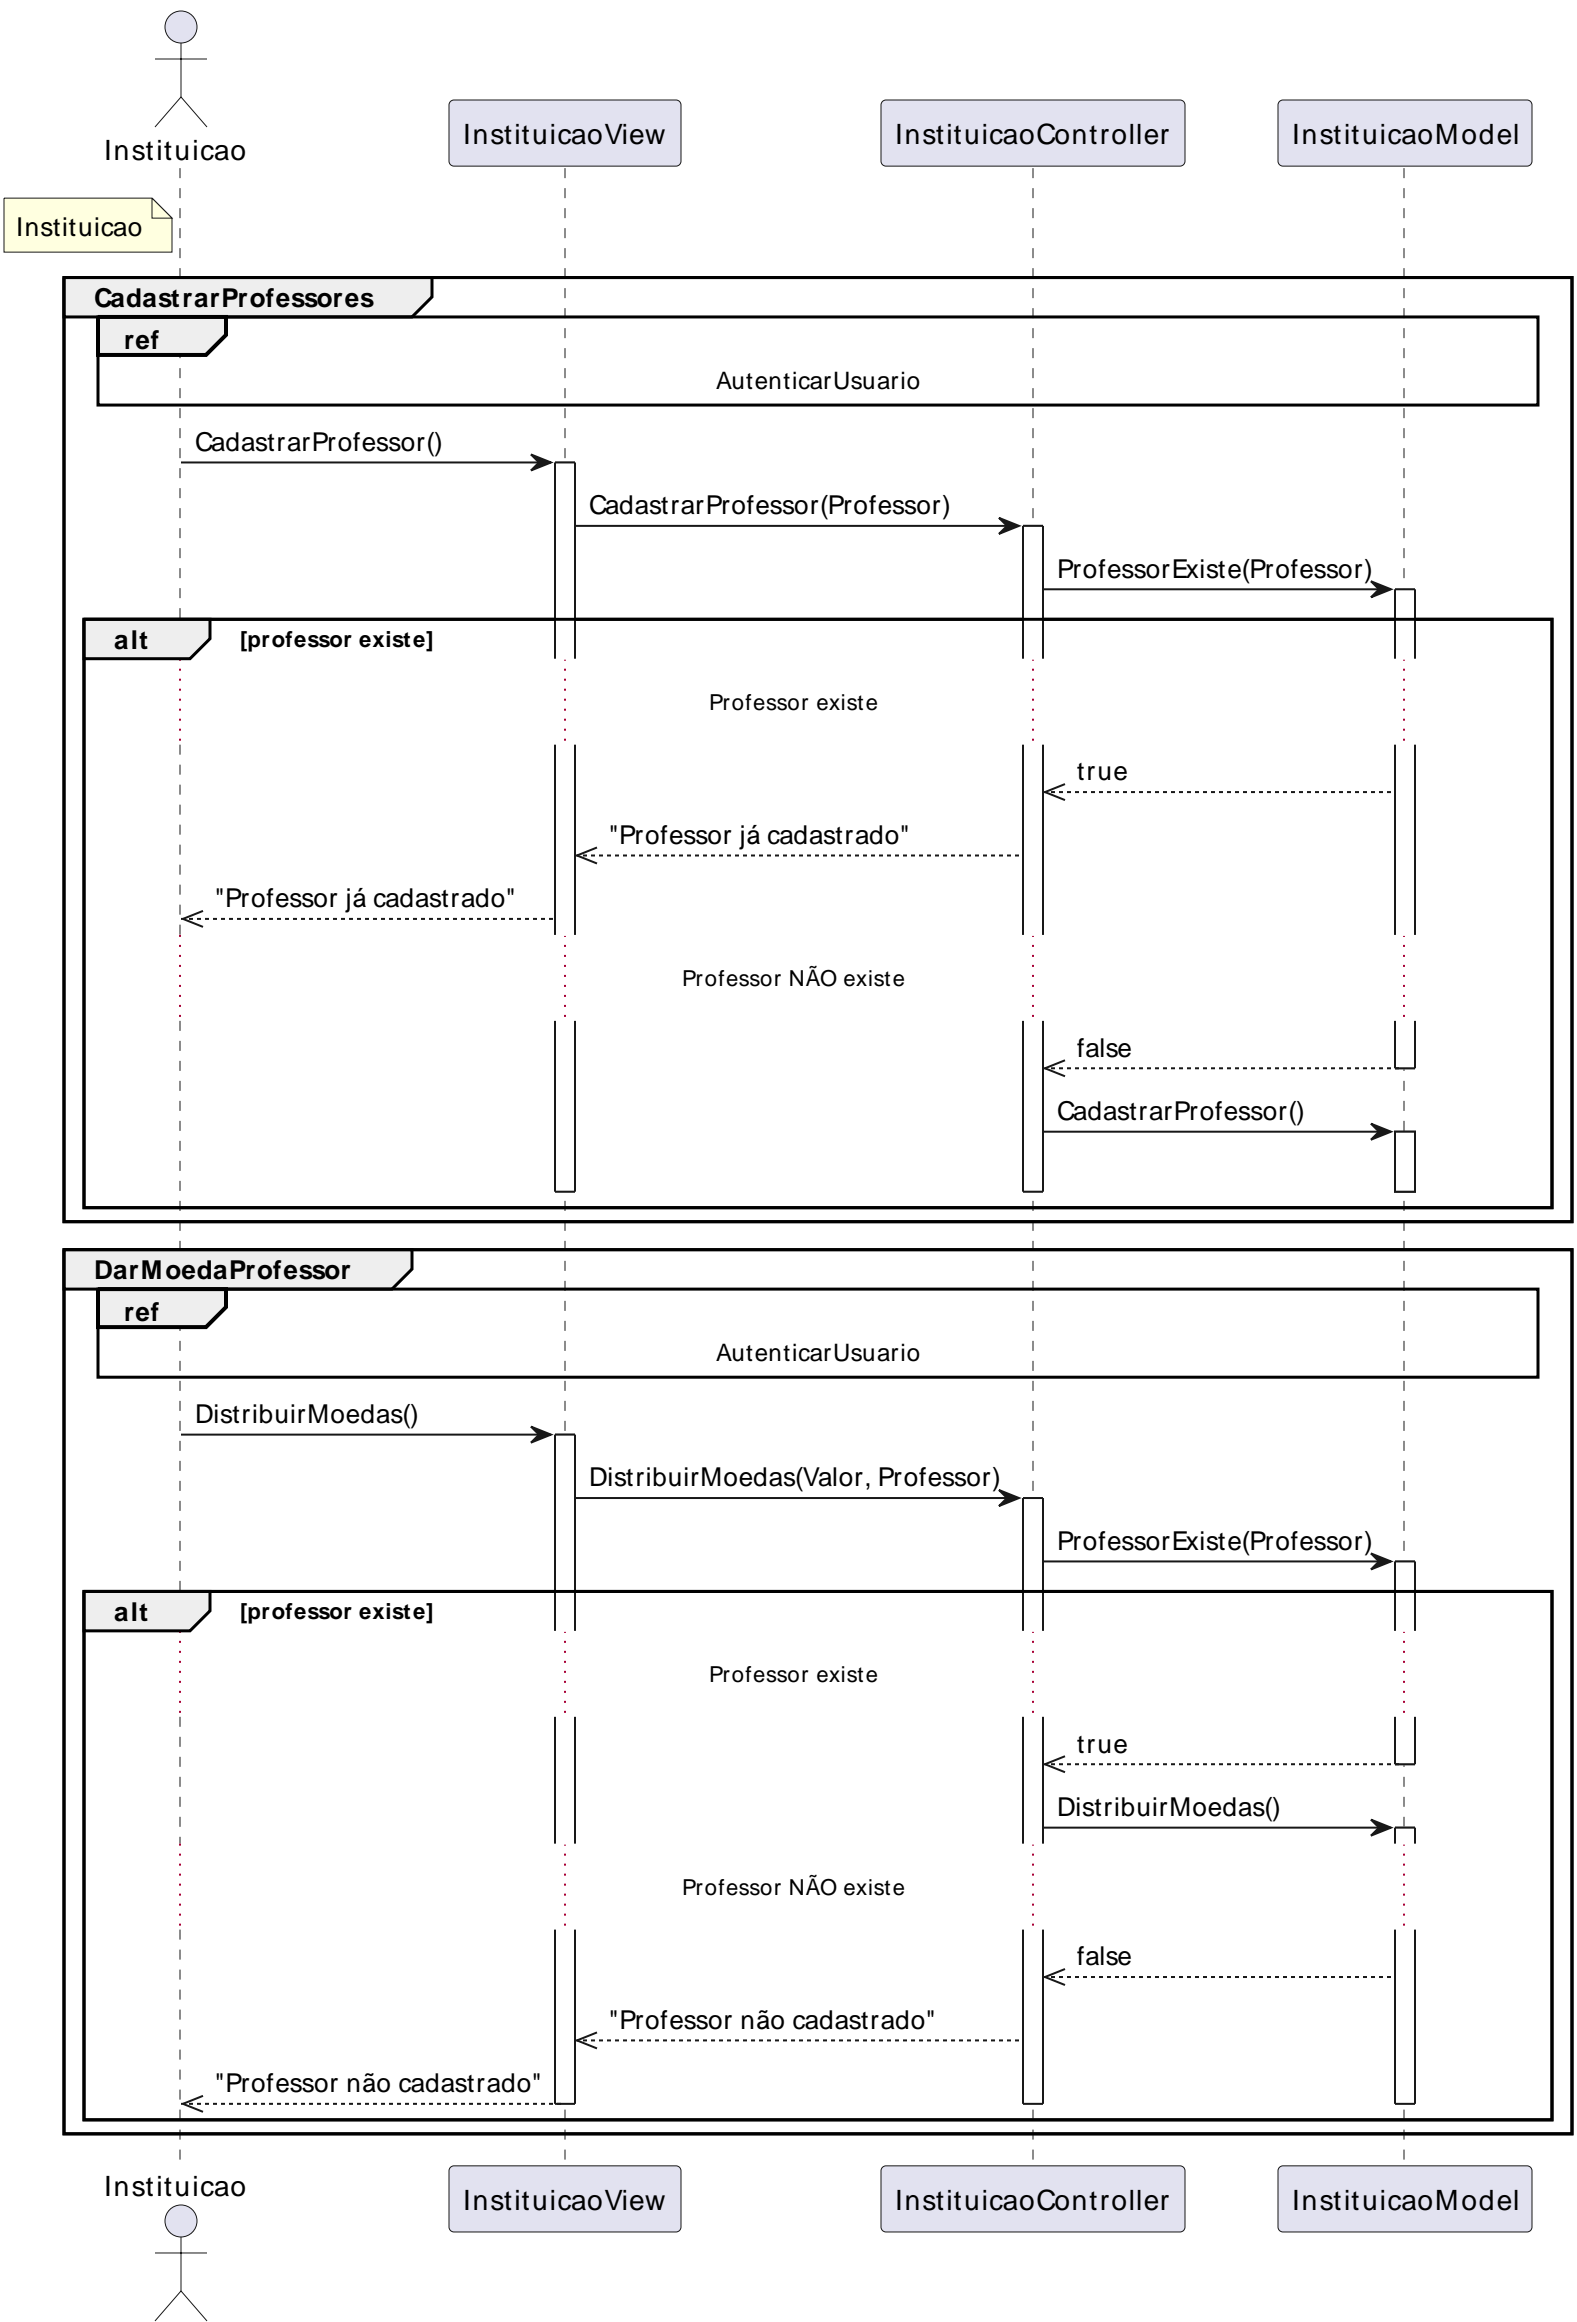 Instituicao
InstituicaoView
InstituicaoController
InstituicaoModel
Instituicao
CadastrarProfessores
ref
AutenticarUsuario
CadastrarProfessor()
CadastrarProfessor(Professor)
ProfessorExiste(Professor)
alt
[professor existe]
Professor existe
true
"Professor já cadastrado"
"Professor já cadastrado"
Professor NÃO existe
false
CadastrarProfessor()
DarMoedaProfessor
ref
AutenticarUsuario
DistribuirMoedas()
DistribuirMoedas(Valor, Professor)
ProfessorExiste(Professor)
alt
[professor existe]
Professor existe
true
DistribuirMoedas()
Professor NÃO existe
false
"Professor não cadastrado"
"Professor não cadastrado"
Instituicao
InstituicaoView
InstituicaoController
InstituicaoModel